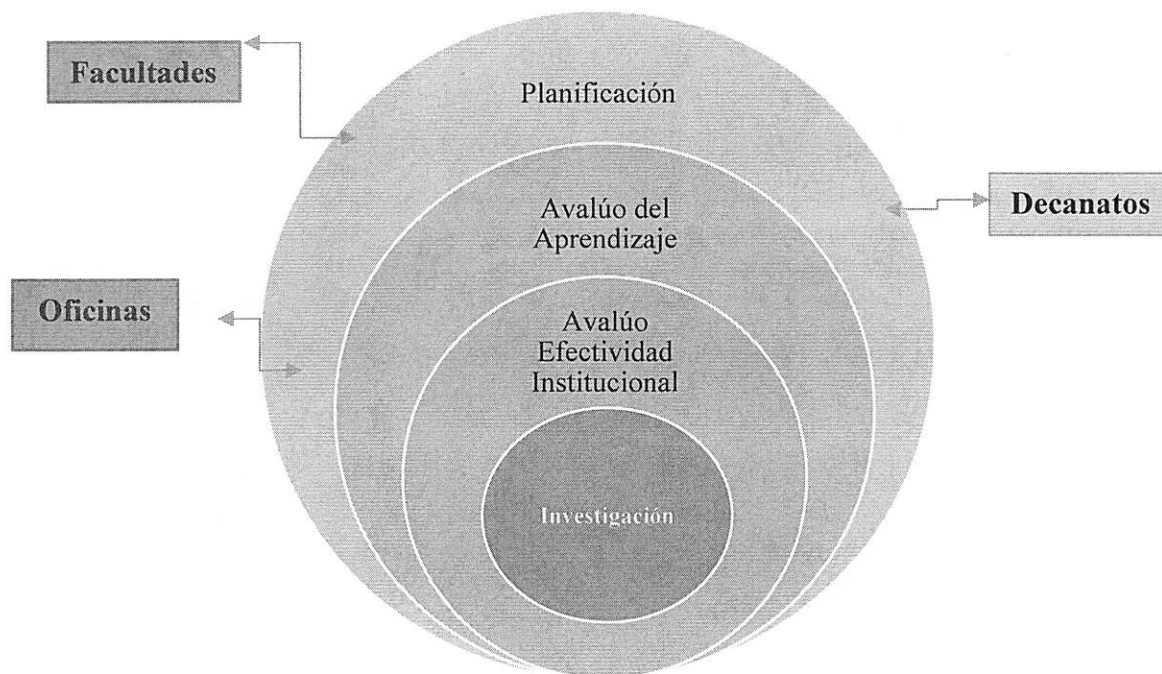 Facultades
Planificación
Decanatos
Avalúo del
Aprendizaje
Oficinas
Avalúo
Efectividad
Institucional
Investigación